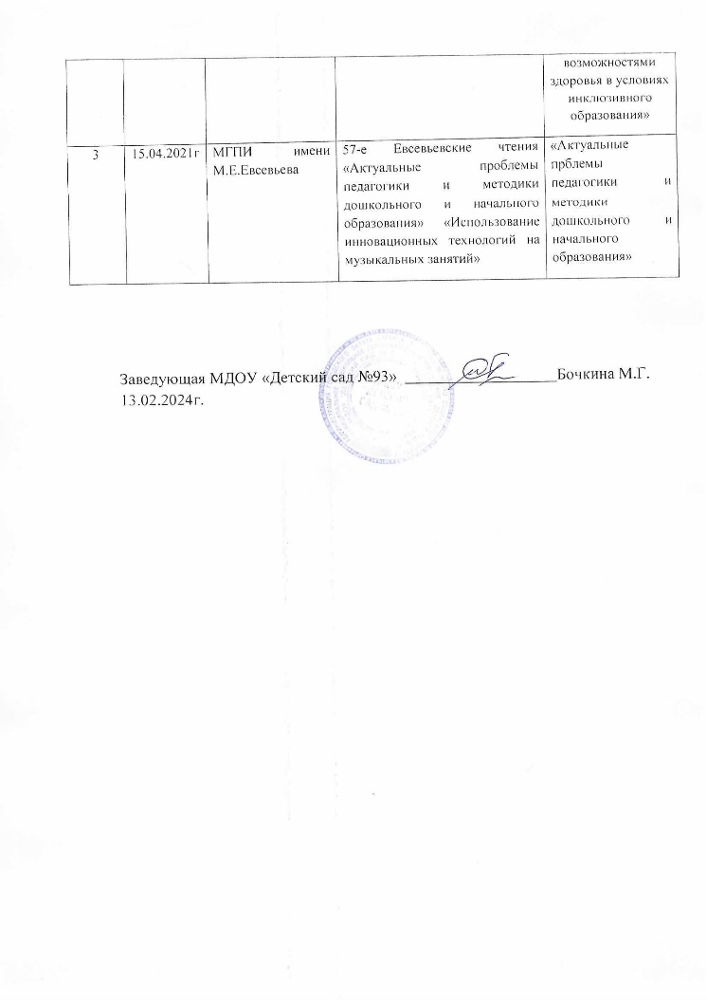 возможностями
здоровья в условиях
инклюзивного
образования»
3
15.04.2021г
МГПИ имени
М.Е.Евсевьева
57-е Евсевьевские чтения
«Актуальные проблемы
педагогики и методики
дошкольного и начального
образования» «Использование
инновационных технологий на
музыкальных занятий»
«Актуальные
прблемы
педагогики и
методики
дошкольного и
начального
образования»
Заведующая МДОУ «Детский сад №93» ____________________Бочкина М.Г.
13.02.2024г.